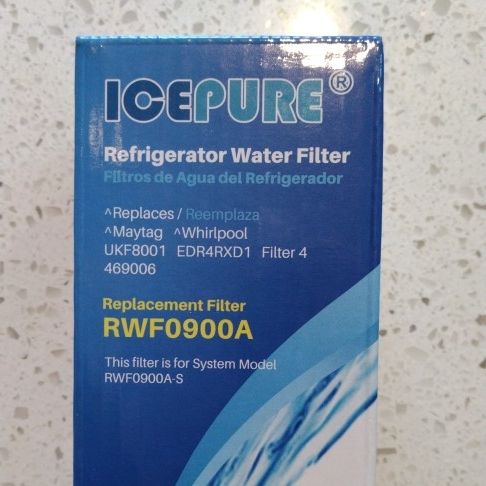 ICEPURE®
Refrigerator Water Filter
Filtros de Agua del Refrigerador
^Replaces / Reemplaza
^Maytag ^Whirlpool
UKF8001 EDR4RXD1 Filter 4
469006
Replacement Filter
RWF0900A
This filter is for System Model
RWF0900A-S